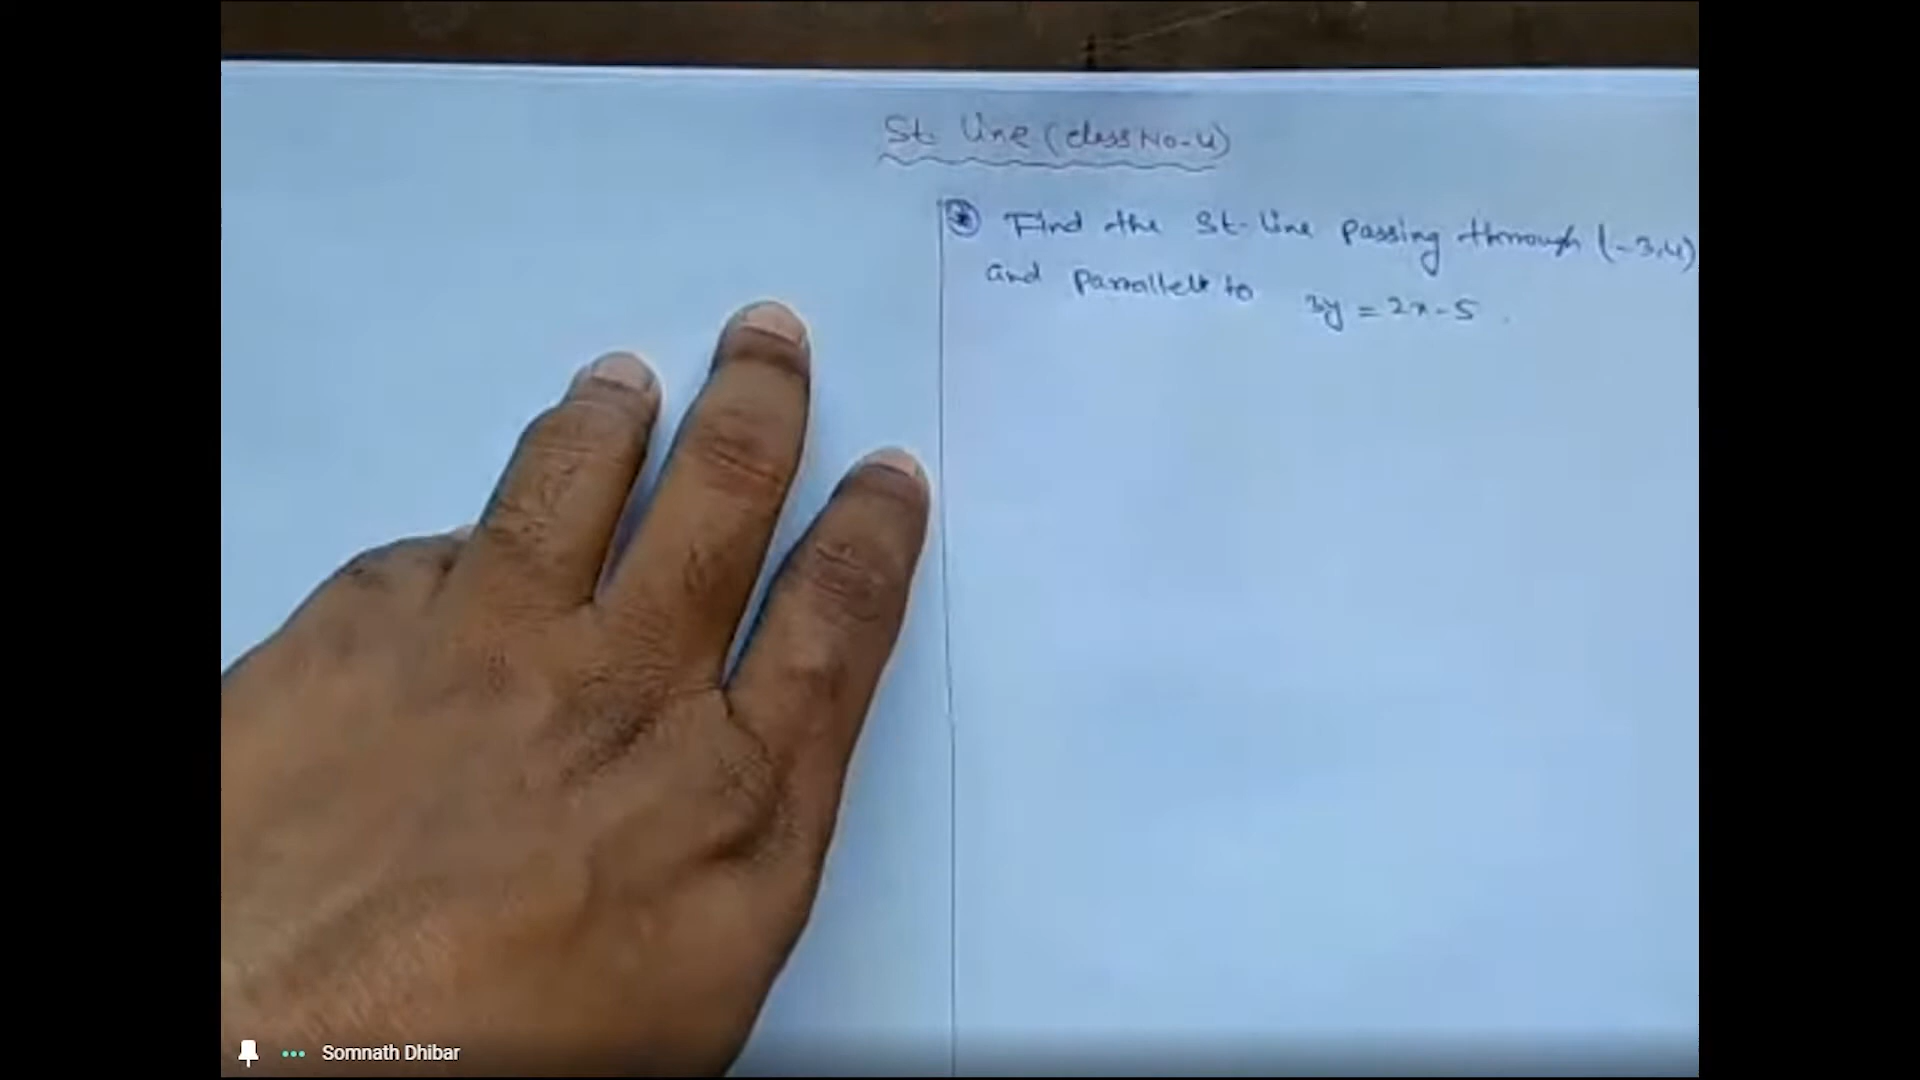 St. line (class No-4)
Find the St-line passing through (-3,4)
and parallel to 3y = 2x-5.
Somnath Dhibar